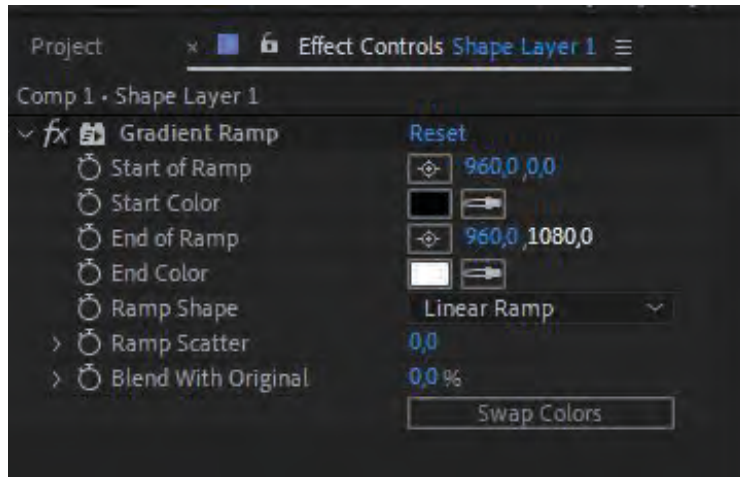 Project × Effect Controls Shape Layer 1
Comp 1 • Shape Layer 1
fx Gradient Ramp Reset
Start of Ramp 960,0 ,0,0
Start Color
End of Ramp 960,0 ,1080,0
End Color
Ramp Shape Linear Ramp
Ramp Scatter 0,0
Blend With Original 0,0 %
Swap Colors